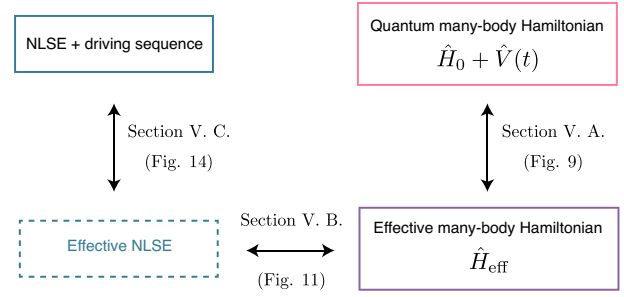 NLSE + driving sequence
Quantum many-body Hamiltonian
Ĥ₀ + V̂(t)
Section V. C.
(Fig. 14)
Section V. A.
(Fig. 9)
Effective NLSE
Section V. B.
(Fig. 11)
Effective many-body Hamiltonian
Ĥeff